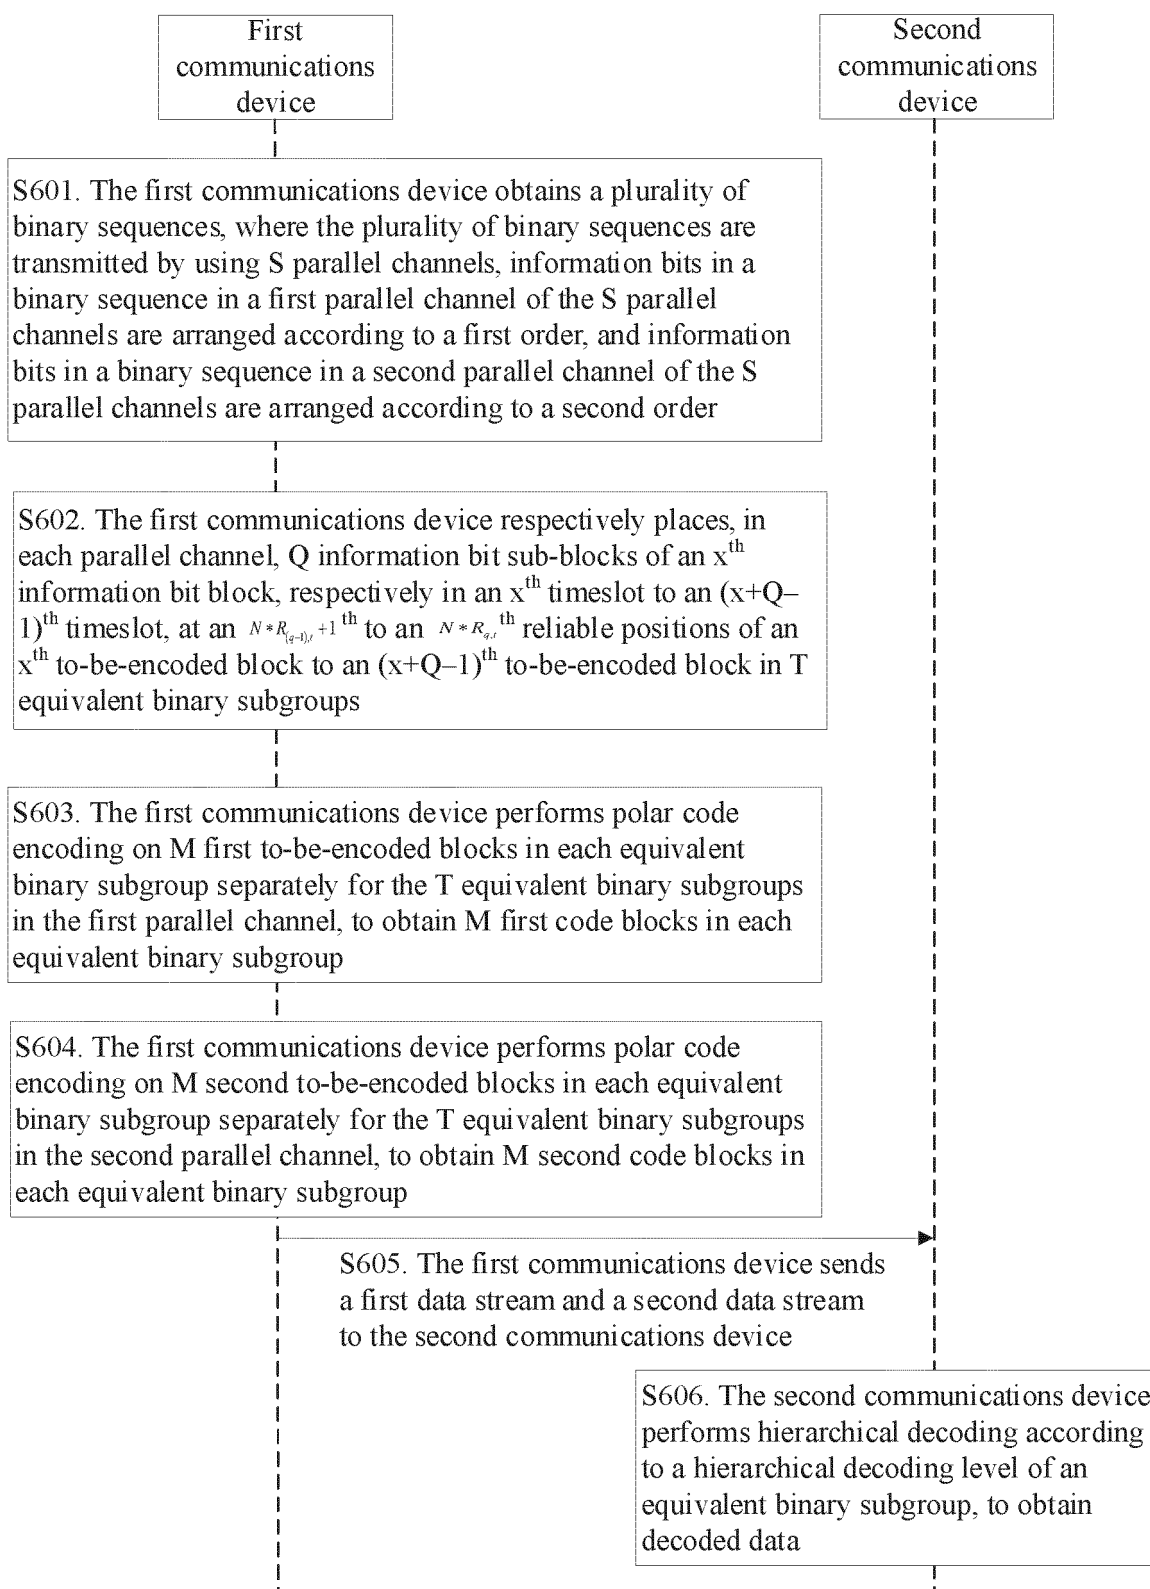 First
communications
device
Second
communications
device
S601. The first communications device obtains a plurality of
binary sequences, where the plurality of binary sequences are
transmitted by using S parallel channels, information bits in a
binary sequence in a first parallel channel of the S parallel
channels are arranged according to a first order, and information
bits in a binary sequence in a second parallel channel of the S
parallel channels are arranged according to a second order
S602. The first communications device respectively places, in
each parallel channel, Q information bit sub-blocks of an x^th
information bit block, respectively in an x^th timeslot to an (x+Q–
1)^th timeslot, at an N*R_{(q-1),t}+1^th to an N*R_{q,t}^th reliable positions of an
x^th to-be-encoded block to an (x+Q–1)^th to-be-encoded block in T
equivalent binary subgroups
S603. The first communications device performs polar code
encoding on M first to-be-encoded blocks in each equivalent
binary subgroup separately for the T equivalent binary subgroups
in the first parallel channel, to obtain M first code blocks in each
equivalent binary subgroup
S604. The first communications device performs polar code
encoding on M second to-be-encoded blocks in each equivalent
binary subgroup separately for the T equivalent binary subgroups
in the second parallel channel, to obtain M second code blocks in
each equivalent binary subgroup
S605. The first communications device sends
a first data stream and a second data stream
to the second communications device
S606. The second communications device
performs hierarchical decoding according
to a hierarchical decoding level of an
equivalent binary subgroup, to obtain
decoded data